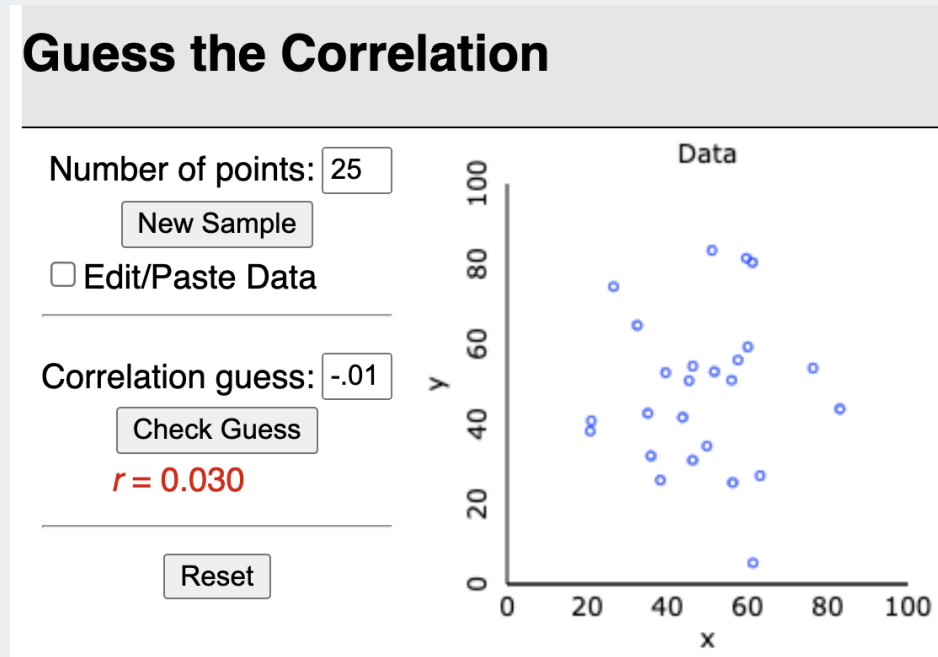 Guess the Correlation
Number of points: 25
New Sample
Edit/Paste Data
Correlation guess: -.01
Check Guess
r = 0.030
Reset
Data
y
100
80
60
40
20
0
0 20 40 60 80 100
x